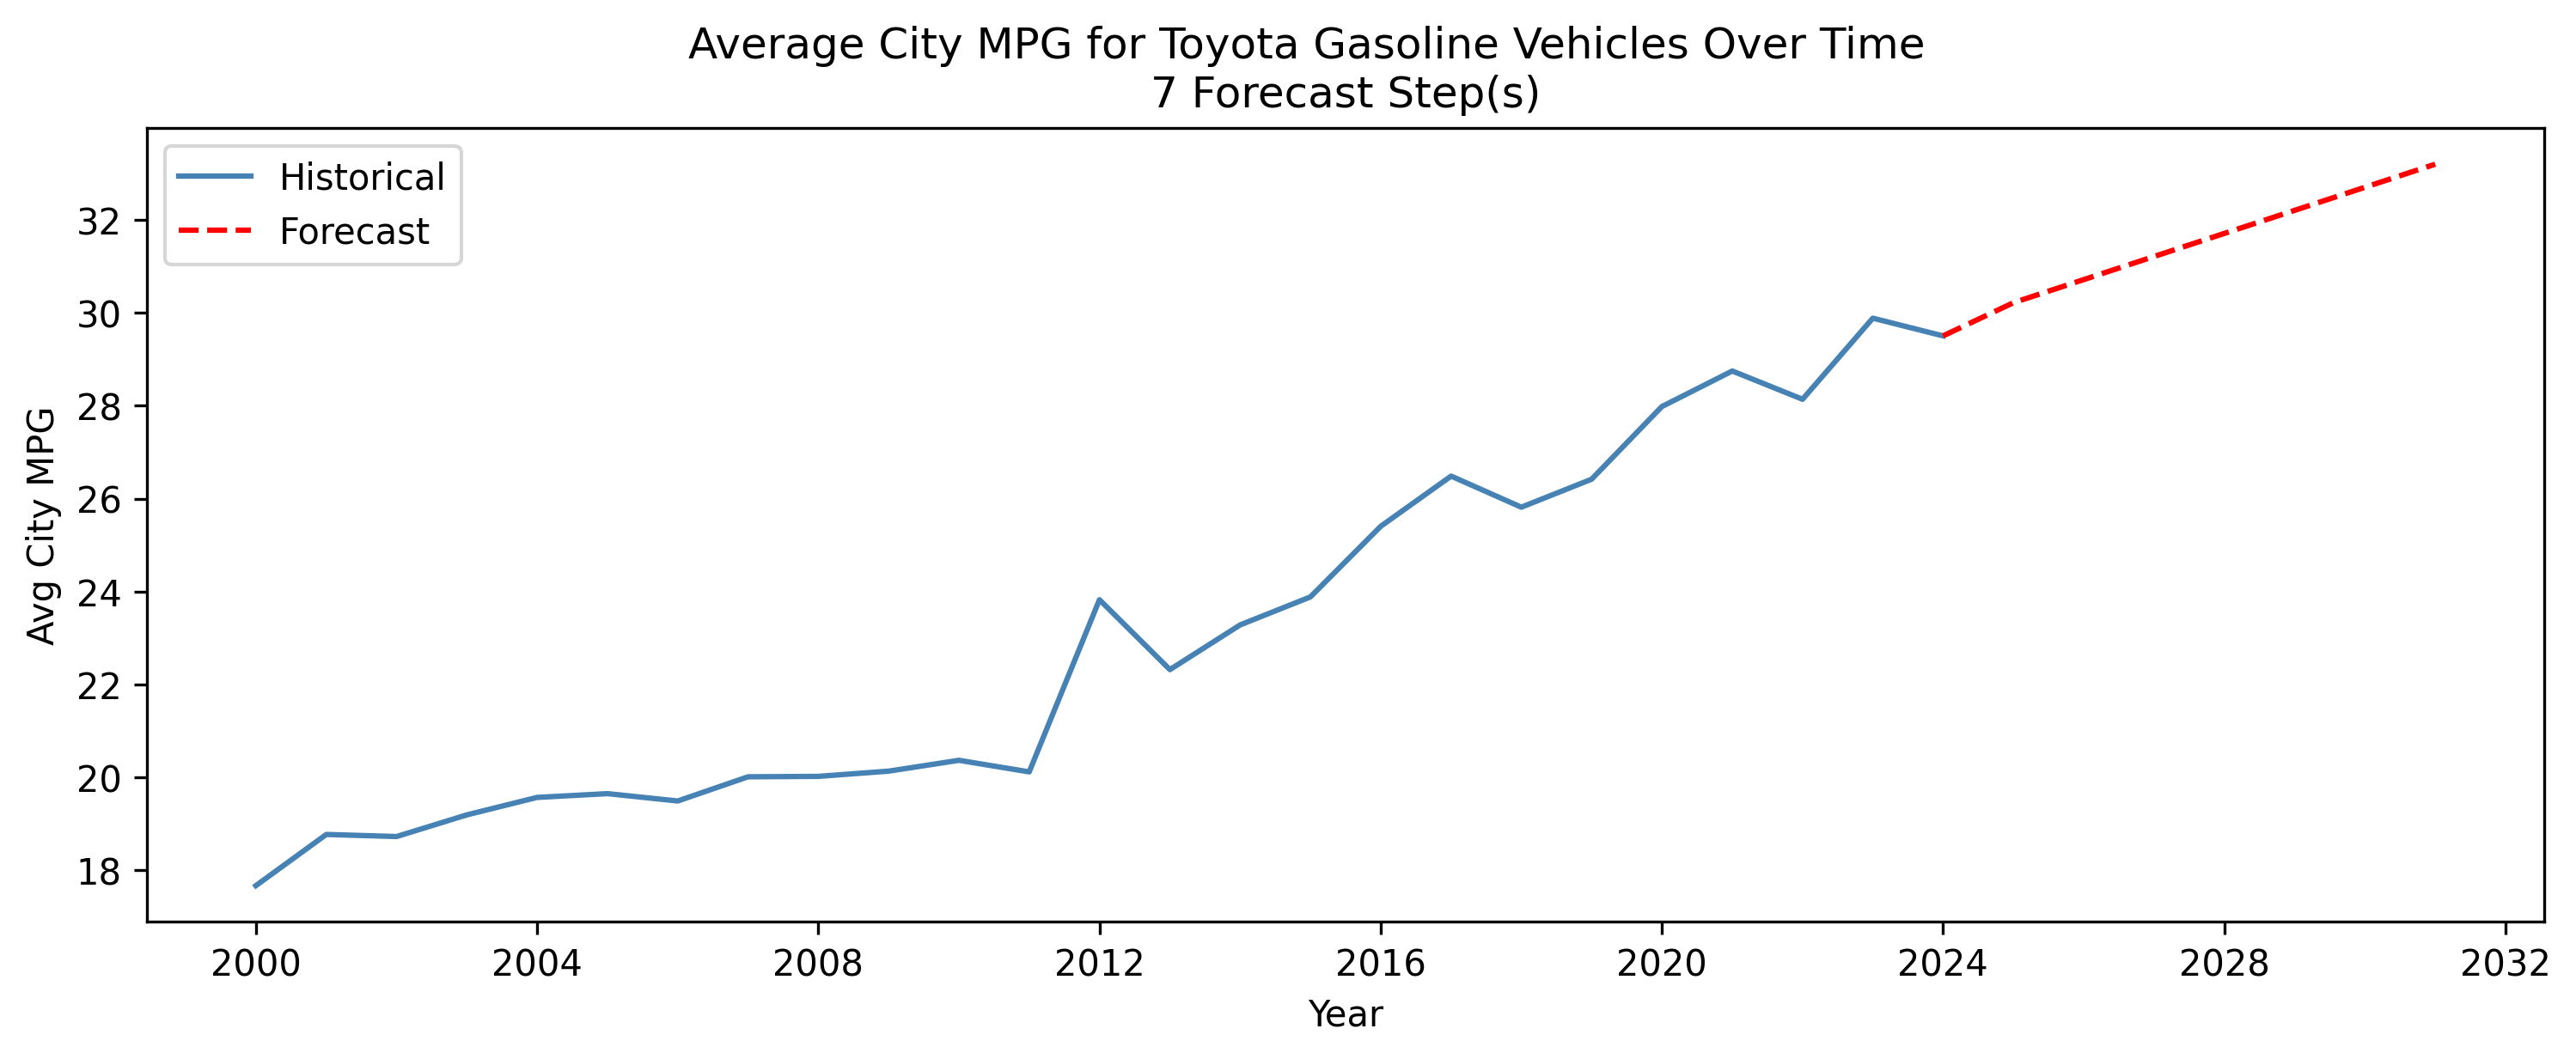 Average City MPG for Toyota Gasoline Vehicles Over Time
7 Forecast Step(s)
Historical
Forecast
Avg City MPG
32
30
28
26
24
22
20
18
2000 2004 2008 2012 2016 2020 2024 2028 2032
Year